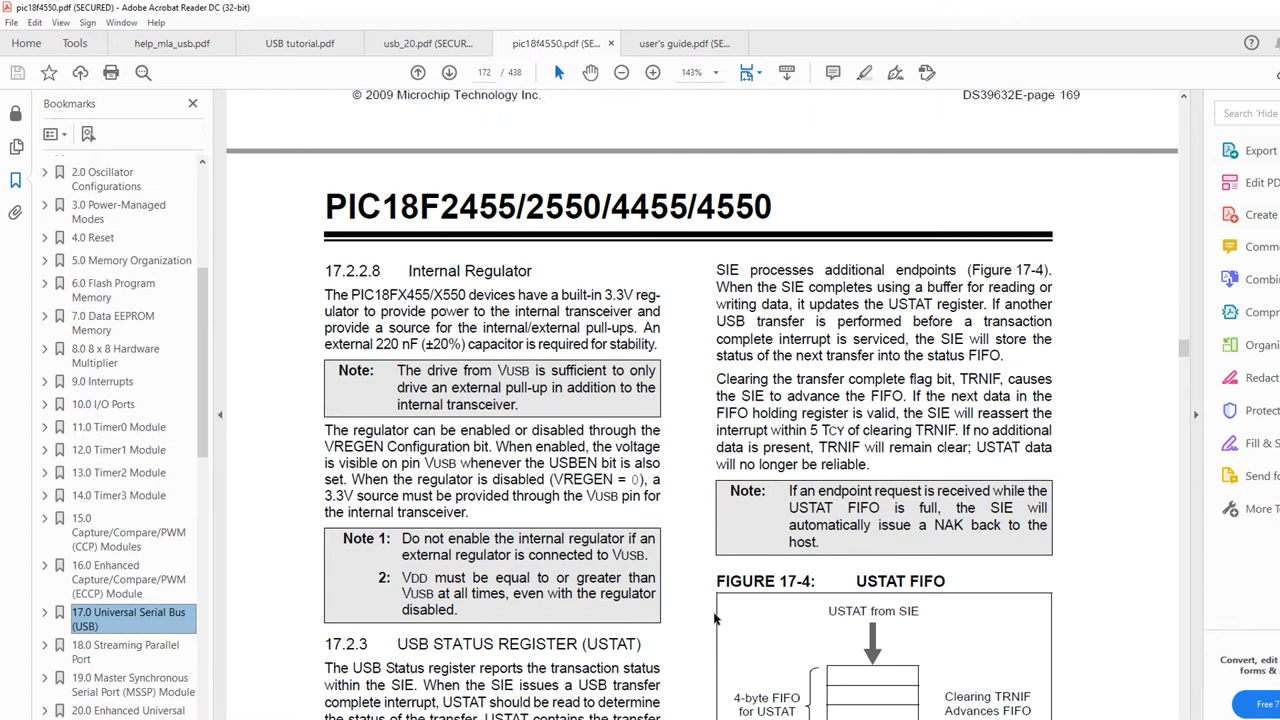 pic18f4550.pdf (SECURED) - Adobe Acrobat Reader DC (32-bit)
File Edit View Sign Window Help
Home Tools help_mla_usb.pdf USB tutorial.pdf usb_20.pdf (SECUR... pic18f4550.pdf (SE... × user's guide.pdf (SE...
172 / 438 143%
Bookmarks
2.0 Oscillator
Configurations
3.0 Power-Managed
Modes
4.0 Reset
5.0 Memory Organization
6.0 Flash Program
Memory
7.0 Data EEPROM
Memory
8.0 8 x 8 Hardware
Multiplier
9.0 Interrupts
10.0 I/O Ports
11.0 Timer0 Module
12.0 Timer1 Module
13.0 Timer2 Module
14.0 Timer3 Module
15.0
Capture/Compare/PWM
(CCP) Modules
16.0 Enhanced
Capture/Compare/PWM
(ECCP) Module
17.0 Universal Serial Bus
(USB)
18.0 Streaming Parallel
Port
19.0 Master Synchronous
Serial Port (MSSP) Module
20.0 Enhanced Universal
© 2009 Microchip Technology Inc. DS39632E-page 169
PIC18F2455/2550/4455/4550
17.2.2.8 Internal Regulator
The PIC18FX455/X550 devices have a built-in 3.3V reg-
ulator to provide power to the internal transceiver and
provide a source for the internal/external pull-ups. An
external 220 nF (±20%) capacitor is required for stability.
Note: The drive from VUSB is sufficient to only
drive an external pull-up in addition to the
internal transceiver.
The regulator can be enabled or disabled through the
VREGEN Configuration bit. When enabled, the voltage
is visible on pin VUSB whenever the USBEN bit is also
set. When the regulator is disabled (VREGEN = 0), a
3.3V source must be provided through the VUSB pin for
the internal transceiver.
Note 1: Do not enable the internal regulator if an
external regulator is connected to VUSB.
2: VDD must be equal to or greater than
VUSB at all times, even with the regulator
disabled.
17.2.3 USB STATUS REGISTER (USTAT)
The USB Status register reports the transaction status
within the SIE. When the SIE issues a USB transfer
complete interrupt, USTAT should be read to determine
the status of the transfer. USTAT contains the transfer
SIE processes additional endpoints (Figure 17-4).
When the SIE completes using a buffer for reading or
writing data, it updates the USTAT register. If another
USB transfer is performed before a transaction
complete interrupt is serviced, the SIE will store the
status of the next transfer into the status FIFO.
Clearing the transfer complete flag bit, TRNIF, causes
the SIE to advance the FIFO. If the next data in the
FIFO holding register is valid, the SIE will reassert the
interrupt within 5 TCY of clearing TRNIF. If no additional
data is present, TRNIF will remain clear; USTAT data
will no longer be reliable.
Note: If an endpoint request is received while the
USTAT FIFO is full, the SIE will
automatically issue a NAK back to the
host.
FIGURE 17-4: USTAT FIFO
USTAT from SIE
4-byte FIFO
for USTAT
Clearing TRNIF
Advances FIFO
Search 'Hide
Export
Edit PD
Create
Comm
Combi
Compr
Organi
Redact
Protec
Fill & S
Send fo
More To
Convert, edit
Free 7